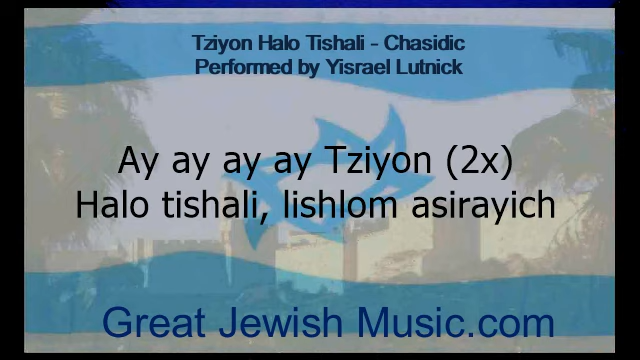 Tziyon Halo Tishali - Chasidic
Performed by Yisrael Lutnick
Ay ay ay ay Tziyon (2x)
Halo tishali, lishlom asirayich
Great Jewish Music.com